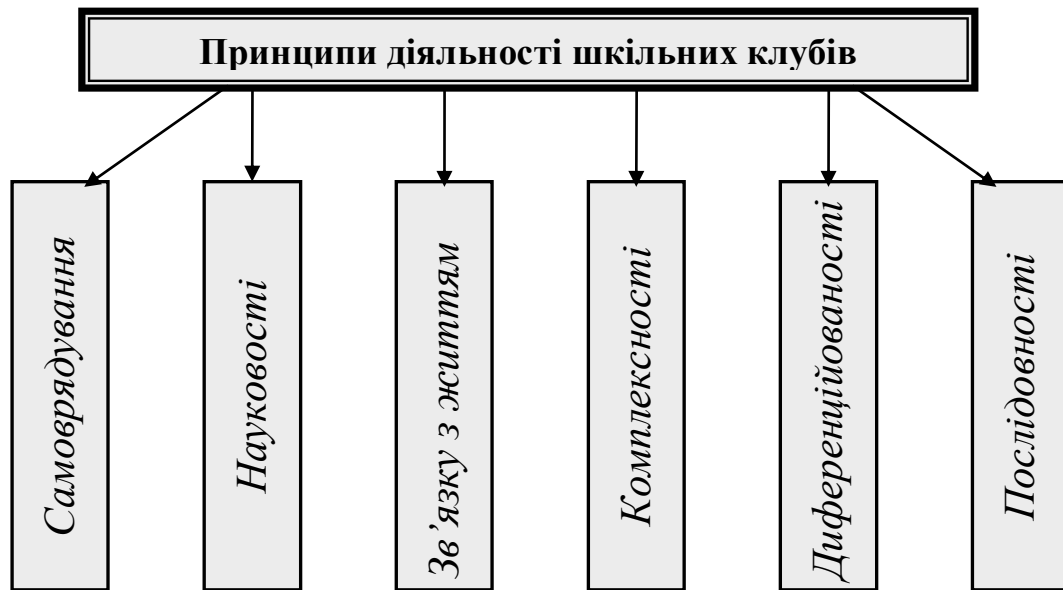 Принципи діяльності шкільних клубів
Самоврядування
Науковості
Зв’язку з життям
Комплексності
Диференційованості
Послідовності